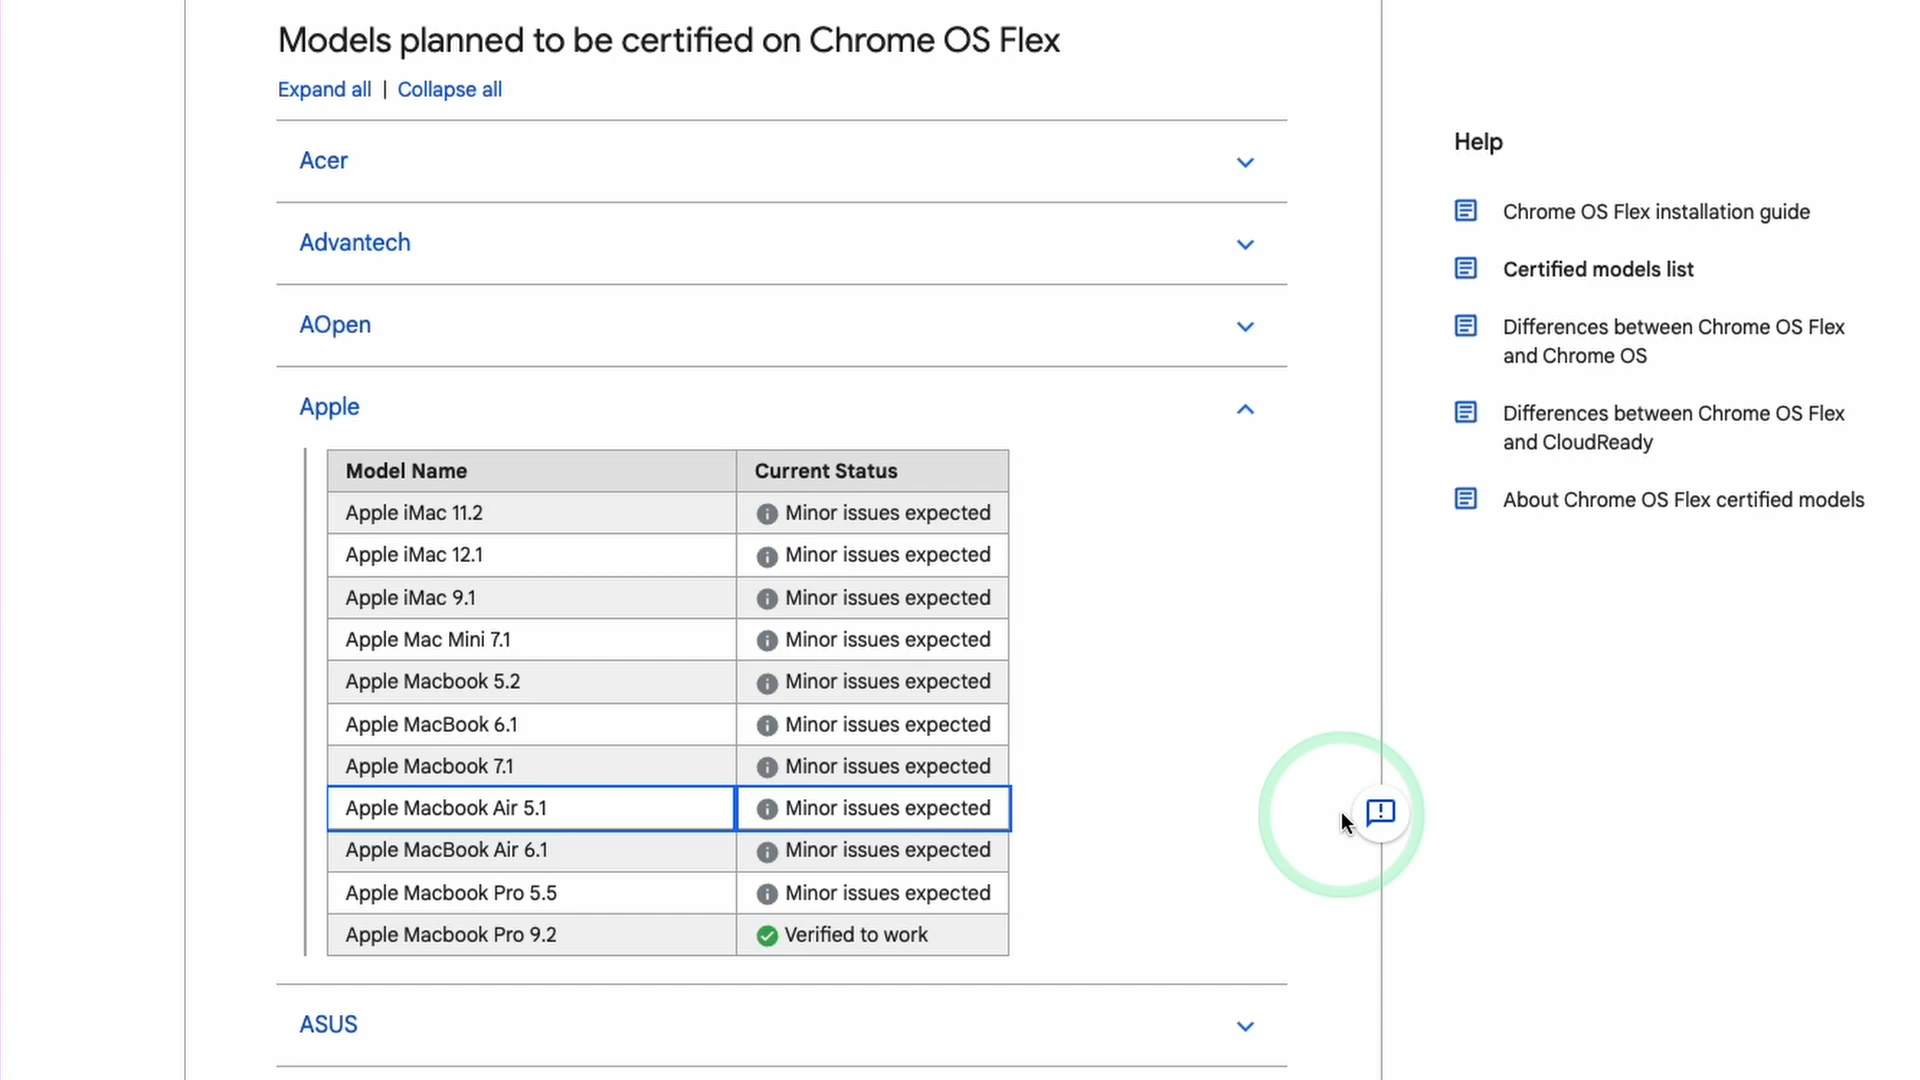 Models planned to be certified on Chrome OS Flex
Expand all | Collapse all
Acer
Advantech
AOpen
Apple
Model Name Current Status
Apple iMac 11.2 Minor issues expected
Apple iMac 12.1 Minor issues expected
Apple iMac 9.1 Minor issues expected
Apple Mac Mini 7.1 Minor issues expected
Apple Macbook 5.2 Minor issues expected
Apple MacBook 6.1 Minor issues expected
Apple Macbook 7.1 Minor issues expected
Apple Macbook Air 5.1 Minor issues expected
Apple MacBook Air 6.1 Minor issues expected
Apple Macbook Pro 5.5 Minor issues expected
Apple Macbook Pro 9.2 Verified to work
ASUS
Help
Chrome OS Flex installation guide
Certified models list
Differences between Chrome OS Flex
and Chrome OS
Differences between Chrome OS Flex
and CloudReady
About Chrome OS Flex certified models